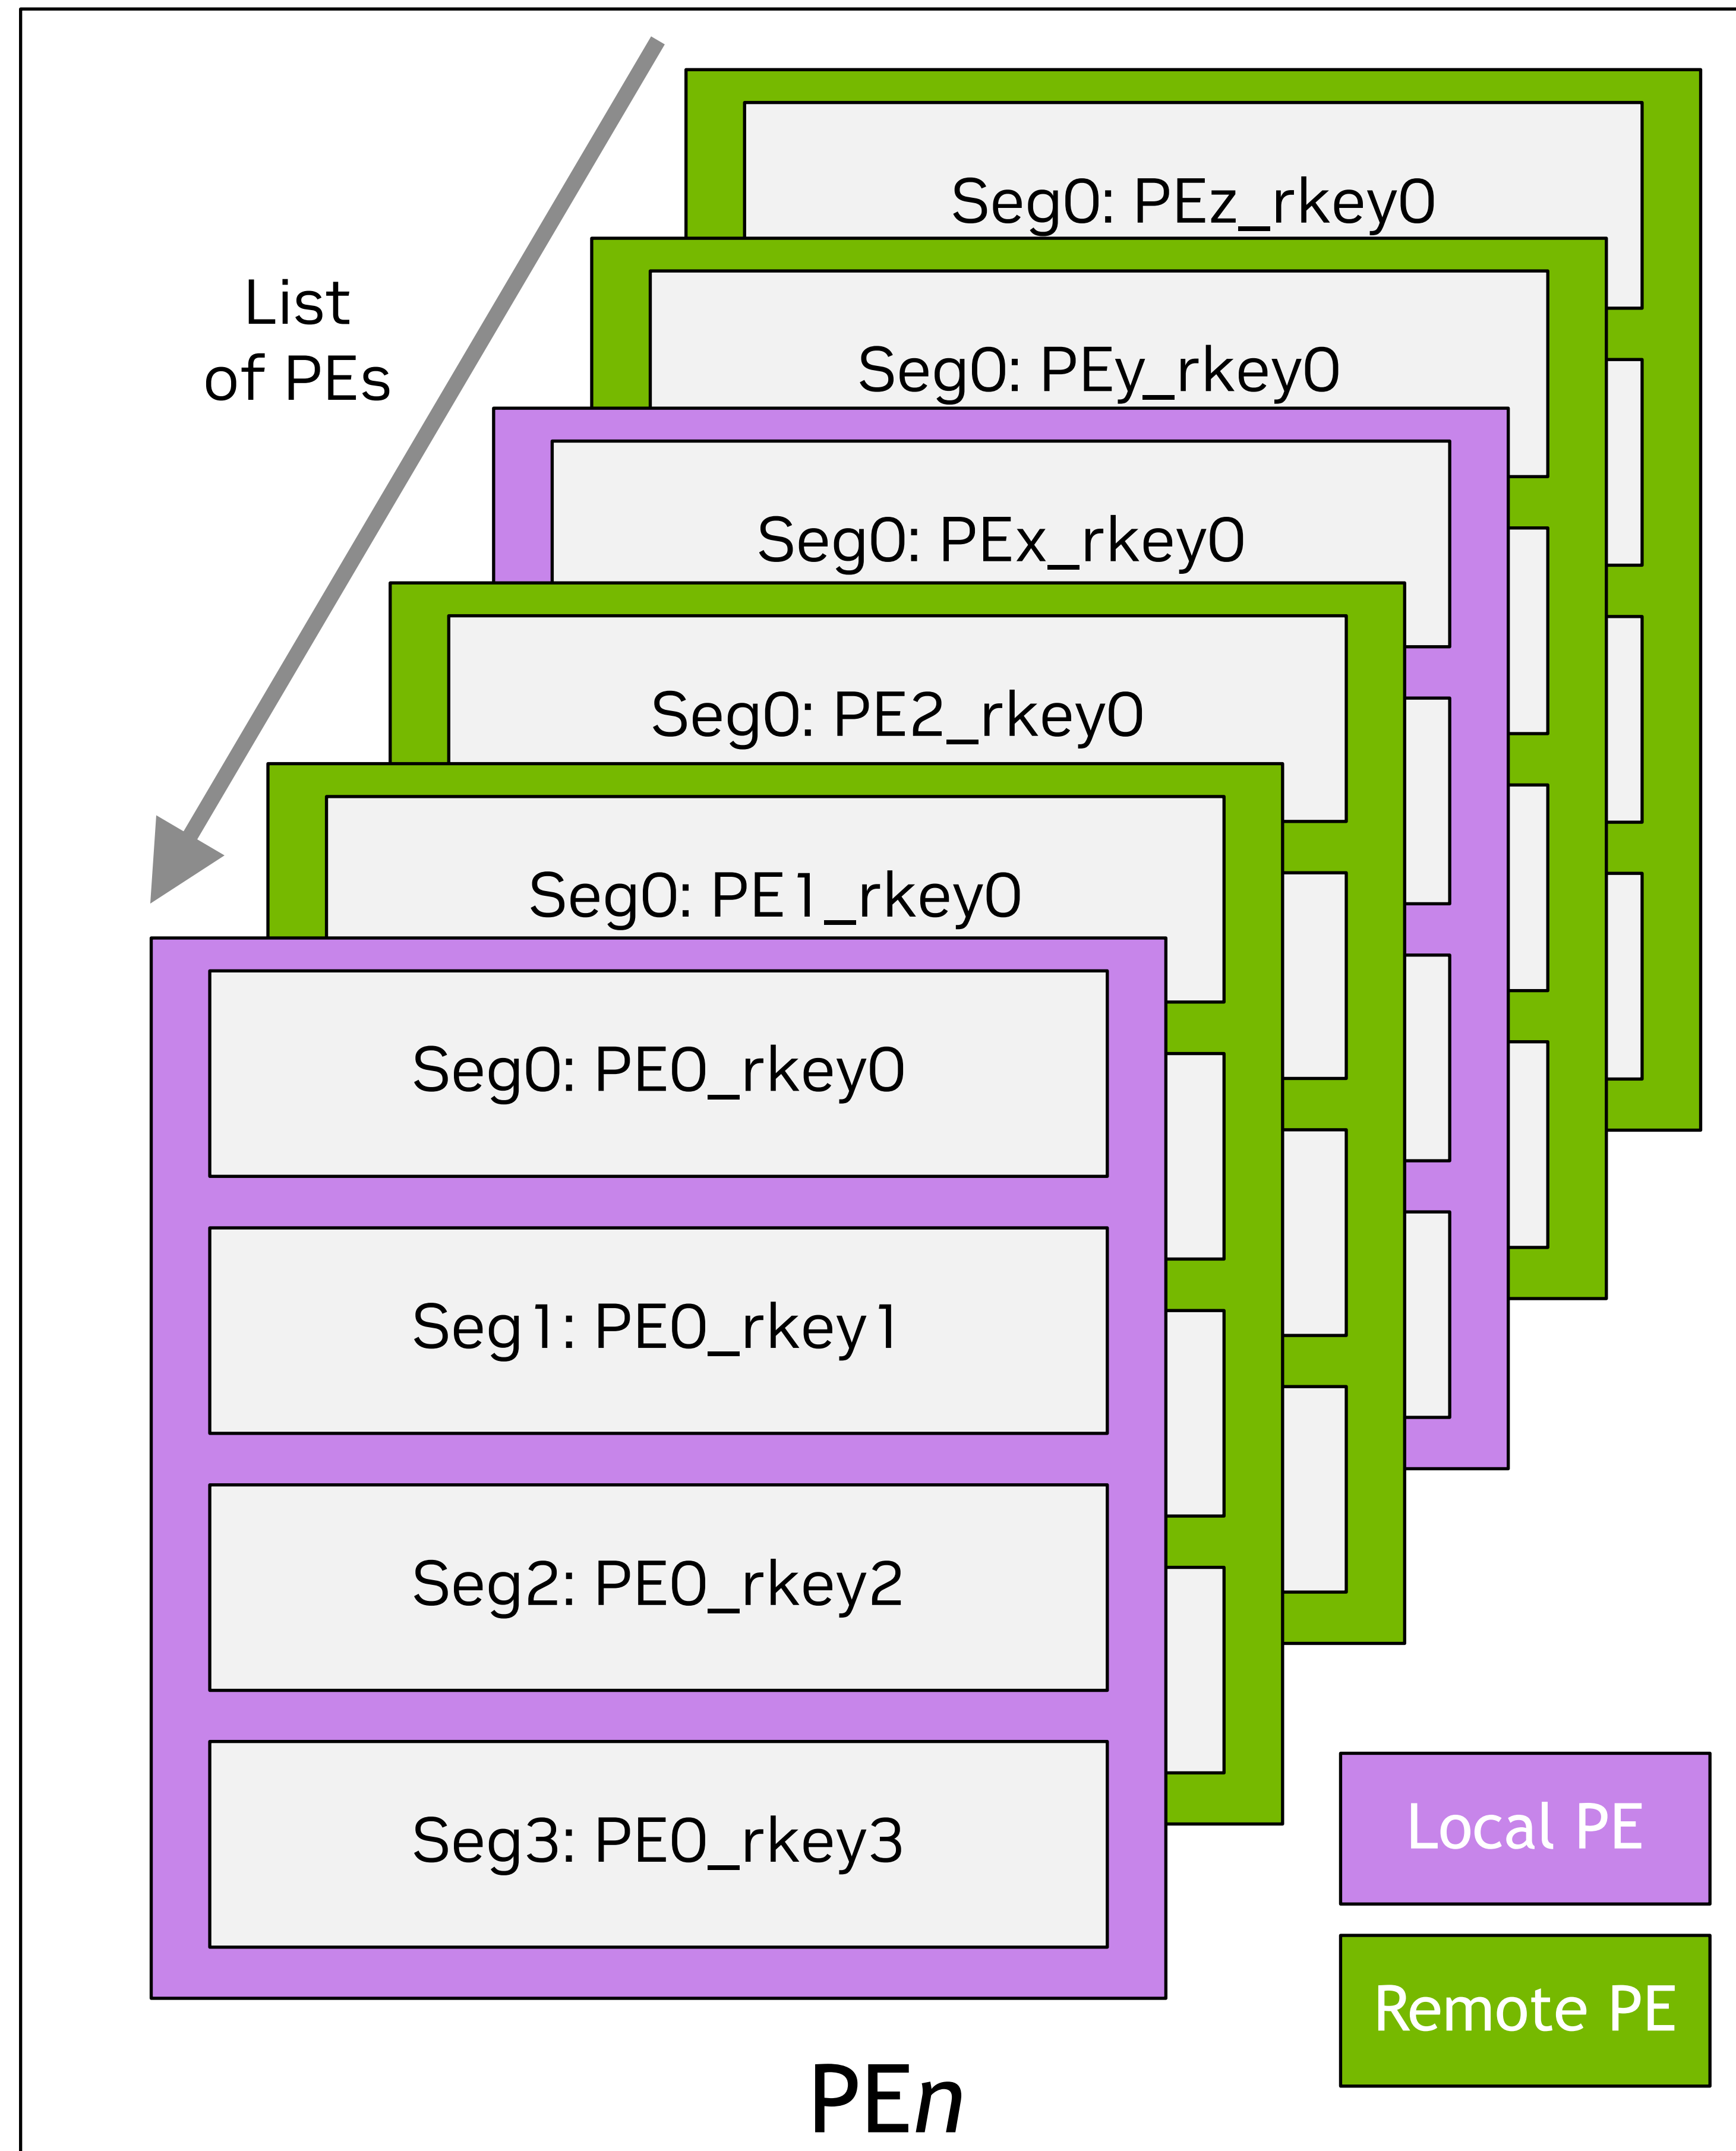 List
of PEs
Seg0: PEz_rkey0
Seg0: PEy_rkey0
Seg0: PEx_rkey0
Seg0: PE2_rkey0
Seg0: PE1_rkey0
Seg0: PE0_rkey0
Seg1: PE0_rkey1
Seg2: PE0_rkey2
Seg3: PE0_rkey3
Local PE
Remote PE
PEn